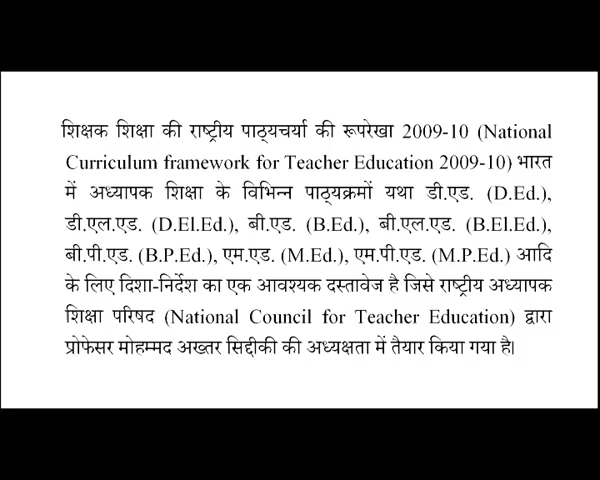 शिक्षक शिक्षा की राष्ट्रीय पाठ्यचर्या की रूपरेखा 2009-10 (National
Curriculum framework for Teacher Education 2009-10) भारत
में अध्यापक शिक्षा के विभिन्न पाठ्यक्रमों यथा डी.एड. (D.Ed.),
डी.एल.एड. (D.El.Ed.), बी.एड. (B.Ed.), बी.एल.एड. (B.El.Ed.),
बी.पी.एड. (B.P.Ed.), एम.एड. (M.Ed.), एम.पी.एड. (M.P.Ed.) आदि
के लिए दिशा-निर्देश का एक आवश्यक दस्तावेज है जिसे राष्ट्रीय अध्यापक
शिक्षा परिषद (National Council for Teacher Education) द्वारा
प्रोफेसर मोहम्मद अख्तर सिद्दीकी की अध्यक्षता में तैयार किया गया है।